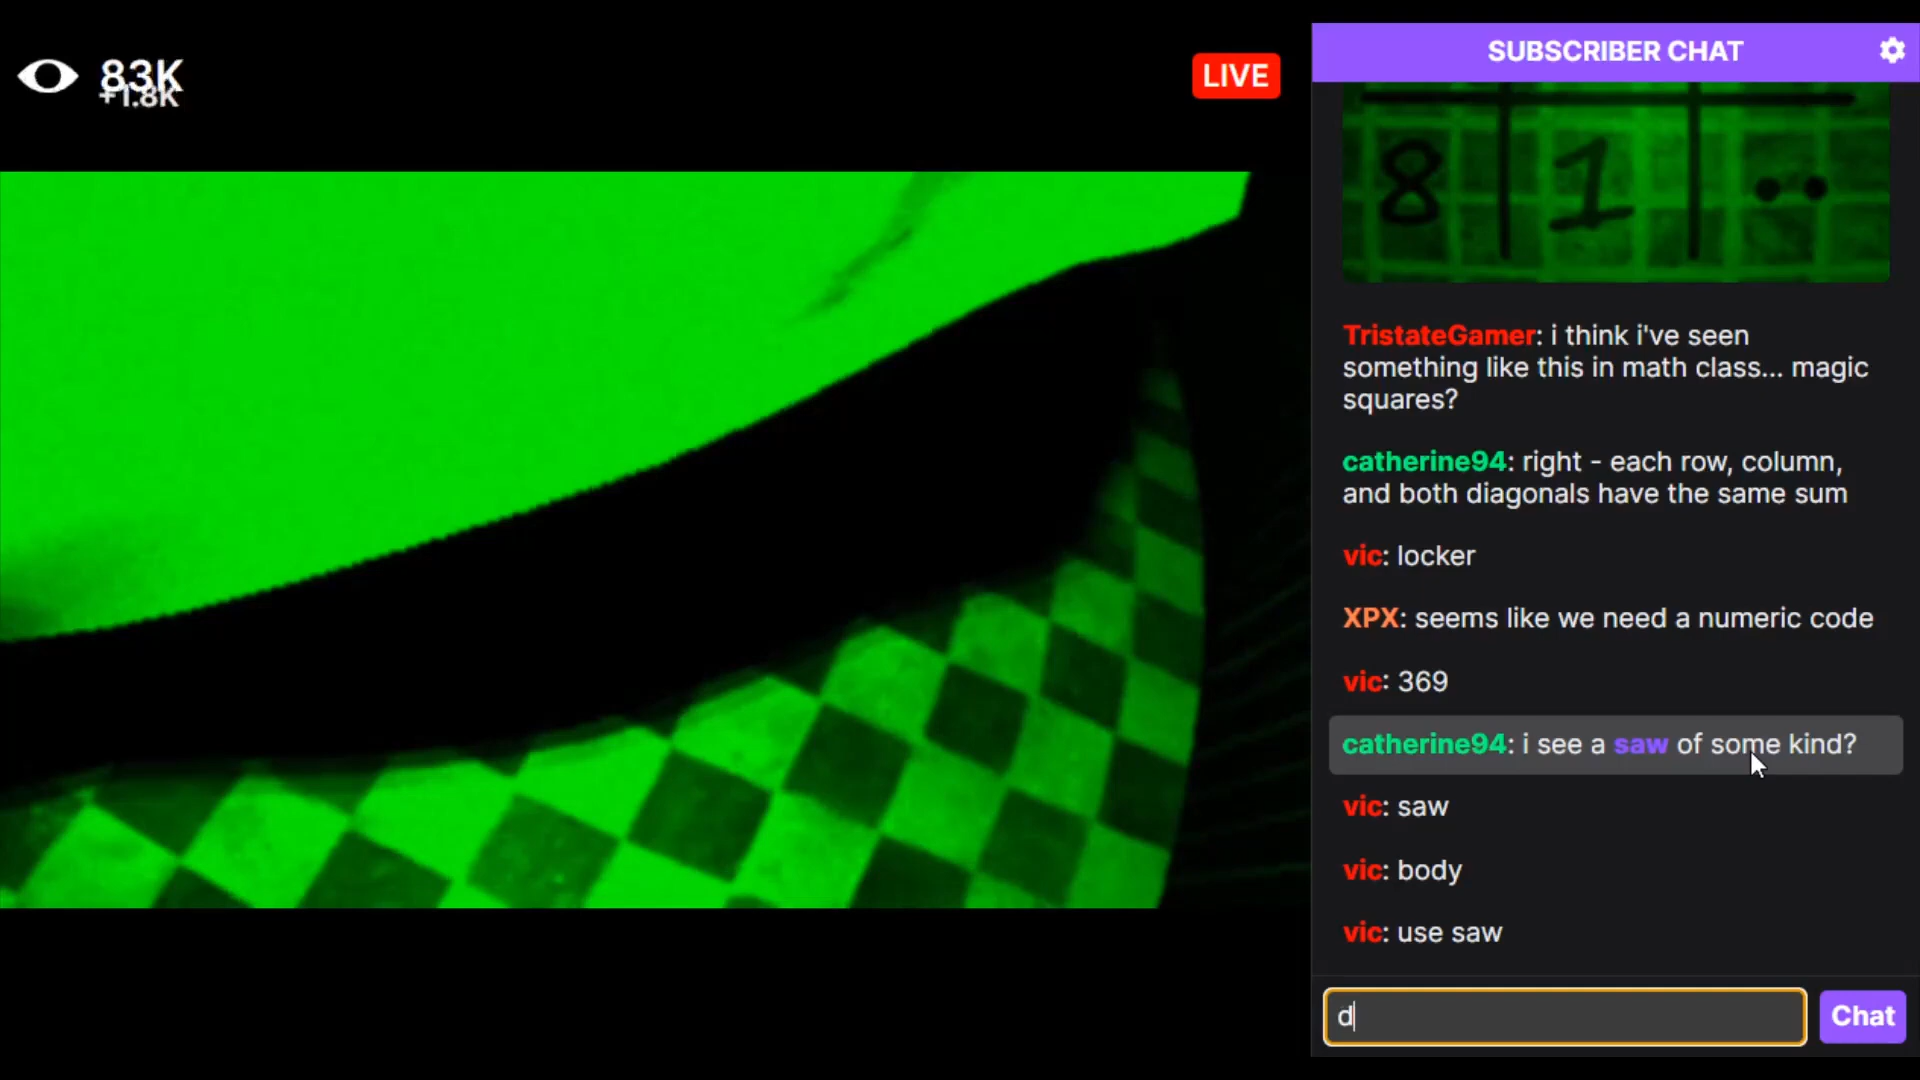 83K
+1.8K
LIVE
SUBSCRIBER CHAT
8 1
TristateGamer: i think i've seen
something like this in math class... magic
squares?
catherine94: right - each row, column,
and both diagonals have the same sum
vic: locker
XPX: seems like we need a numeric code
vic: 369
catherine94: i see a saw of some kind?
vic: saw
vic: body
vic: use saw
d
Chat